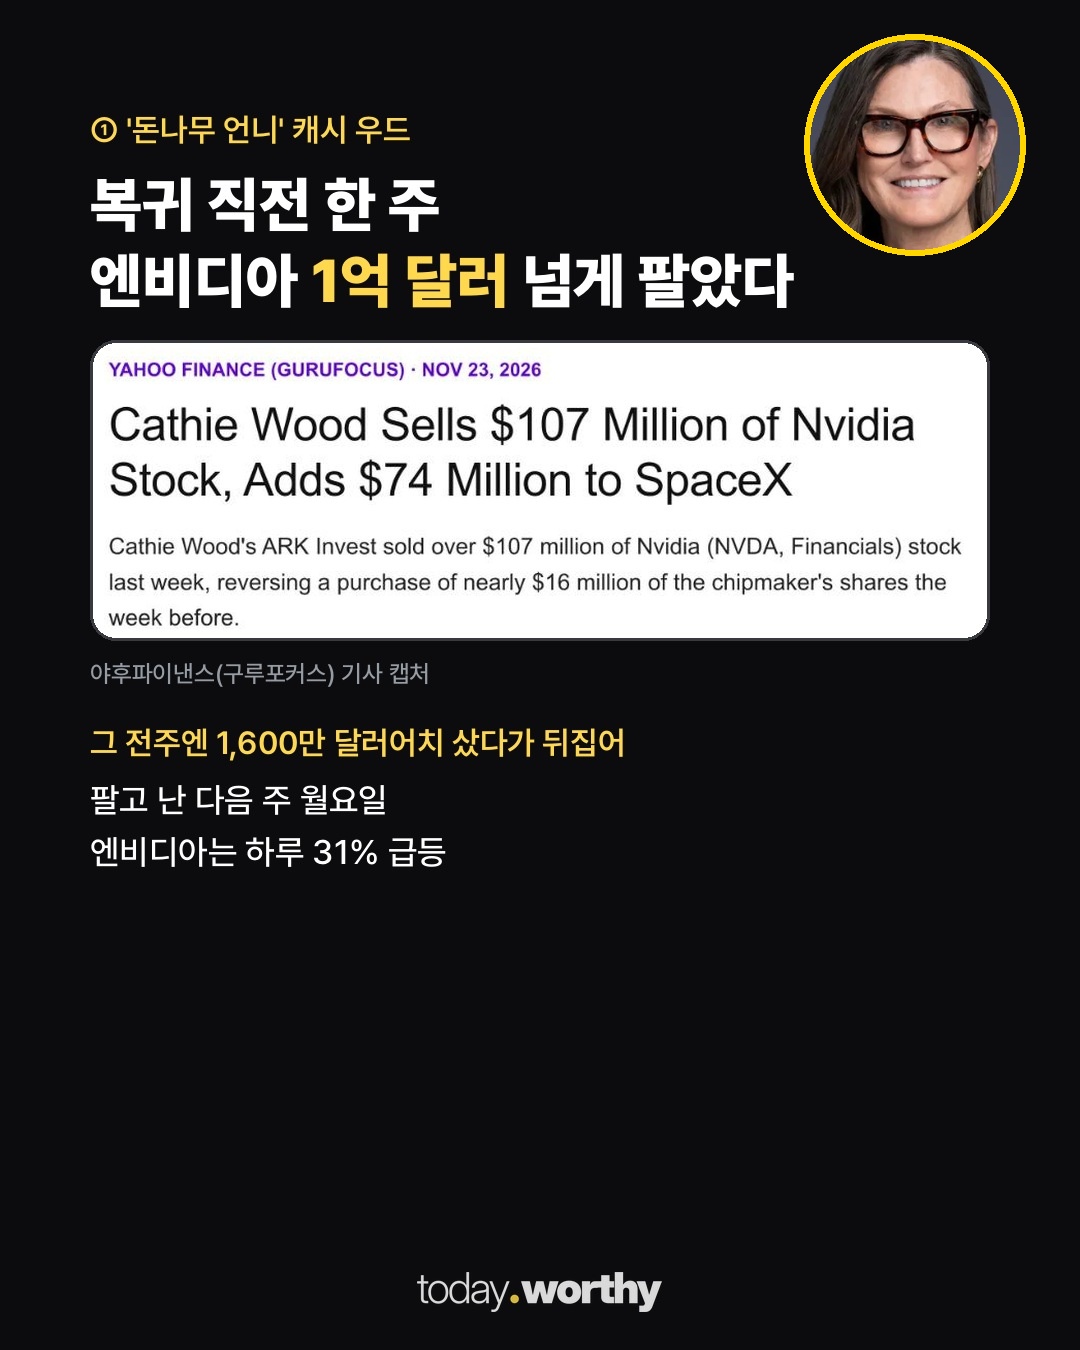 ① '돈나무 언니' 캐시 우드
복귀 직전 한 주
엔비디아 1억 달러 넘게 팔았다
YAHOO FINANCE (GURUFOCUS) · NOV 23, 2026
Cathie Wood Sells $107 Million of Nvidia
Stock, Adds $74 Million to SpaceX
Cathie Wood's ARK Invest sold over $107 million of Nvidia (NVDA, Financials) stock
last week, reversing a purchase of nearly $16 million of the chipmaker's shares the
week before.
야후파이낸스(구루포커스) 기사 캡처
그 전주엔 1,600만 달러어치 샀다가 뒤집어
팔고 난 다음 주 월요일
엔비디아는 하루 31% 급등
today.worthy